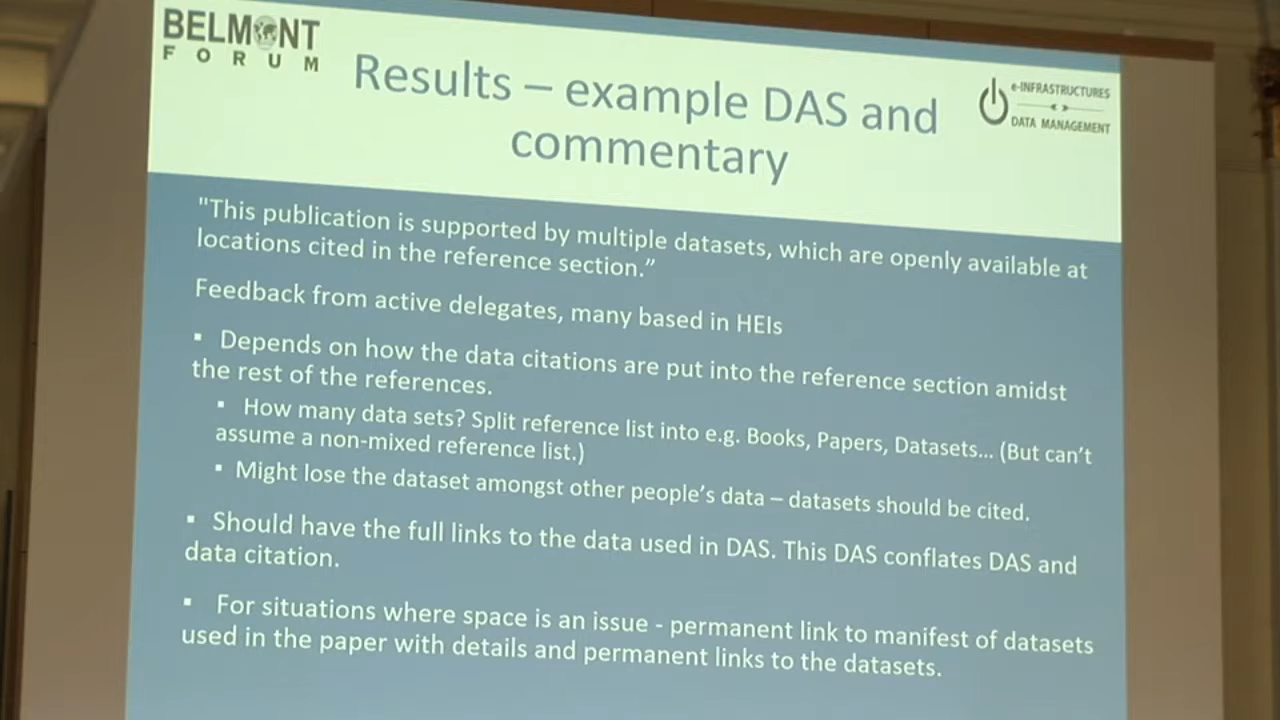 BELMONT
FORUM
Results – example DAS and
commentary
e-INFRASTRUCTURES
DATA MANAGEMENT
"This publication is supported by multiple datasets, which are openly available at
locations cited in the reference section.”
Feedback from active delegates, many based in HEIs
▪ Depends on how the data citations are put into the reference section amidst
the rest of the references.
▪ How many data sets? Split reference list into e.g. Books, Papers, Datasets... (But can’t
assume a non-mixed reference list.)
▪ Might lose the dataset amongst other people’s data – datasets should be cited.
▪ Should have the full links to the data used in DAS. This DAS conflates DAS and
data citation.
▪ For situations where space is an issue - permanent link to manifest of datasets
used in the paper with details and permanent links to the datasets.